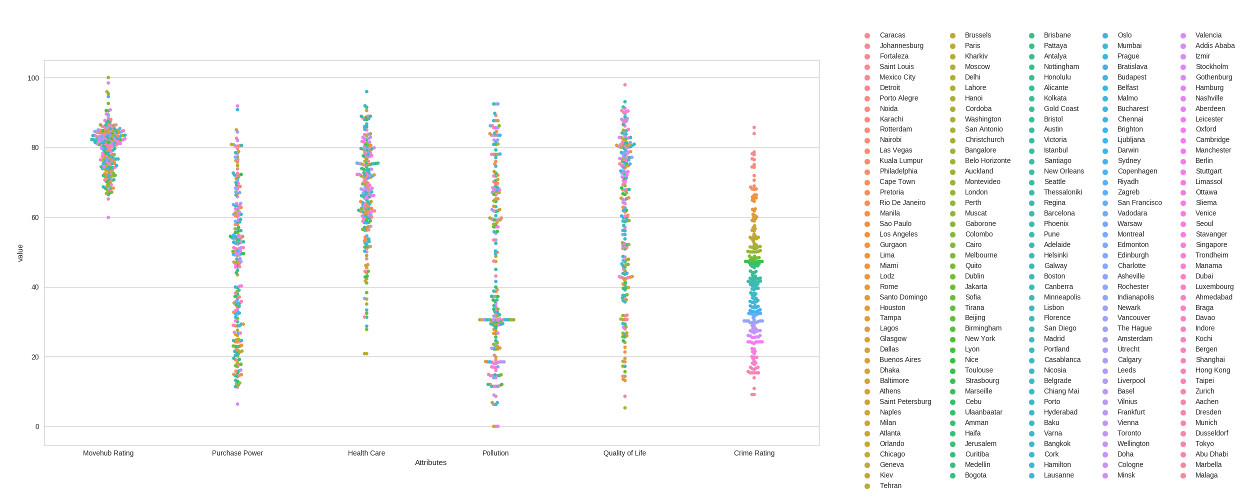 100
80
60
40
20
0
value
Movehub Rating
Purchase Power
Health Care
Pollution
Quality of Life
Crime Rating
Attributes
Caracas
Johannesburg
Fortaleza
Saint Louis
Mexico City
Detroit
Porto Alegre
Noida
Karachi
Rotterdam
Nairobi
Las Vegas
Kuala Lumpur
Philadelphia
Cape Town
Pretoria
Rio De Janeiro
Manila
Sao Paulo
Los Angeles
Gurgaon
Lima
Miami
Lodz
Rome
Santo Domingo
Houston
Tampa
Lagos
Glasgow
Dallas
Buenos Aires
Dhaka
Baltimore
Athens
Saint Petersburg
Naples
Milan
Atlanta
Orlando
Chicago
Geneva
Kiev
Tehran
Brussels
Paris
Kharkiv
Moscow
Delhi
Lahore
Hanoi
Cordoba
Washington
San Antonio
Christchurch
Bangalore
Belo Horizonte
Auckland
Montevideo
London
Perth
Muscat
Gaborone
Colombo
Cairo
Melbourne
Quito
Dublin
Jakarta
Sofia
Tirana
Beijing
Birmingham
New York
Lyon
Nice
Toulouse
Strasbourg
Marseille
Cebu
Ulaanbaatar
Amman
Haifa
Jerusalem
Curitiba
Medellin
Bogota
Brisbane
Pattaya
Antalya
Nottingham
Honolulu
Alicante
Kolkata
Gold Coast
Bristol
Austin
Victoria
Istanbul
Santiago
New Orleans
Seattle
Thessaloniki
Regina
Barcelona
Phoenix
Pune
Adelaide
Helsinki
Galway
Boston
Canberra
Minneapolis
Lisbon
Florence
San Diego
Madrid
Portland
Casablanca
Nicosia
Belgrade
Chiang Mai
Porto
Hyderabad
Baku
Varna
Bangkok
Cork
Hamilton
Lausanne
Oslo
Mumbai
Prague
Bratislava
Budapest
Belfast
Malmo
Bucharest
Chennai
Brighton
Ljubljana
Darwin
Sydney
Copenhagen
Riyadh
Zagreb
San Francisco
Vadodara
Warsaw
Montreal
Edmonton
Edinburgh
Charlotte
Asheville
Rochester
Indianapolis
Newark
Vancouver
The Hague
Amsterdam
Utrecht
Calgary
Leeds
Liverpool
Basel
Vilnius
Frankfurt
Vienna
Toronto
Wellington
Doha
Cologne
Minsk
Valencia
Addis Ababa
Izmir
Stockholm
Gothenburg
Hamburg
Nashville
Aberdeen
Leicester
Oxford
Cambridge
Manchester
Berlin
Stuttgart
Limassol
Ottawa
Sliema
Venice
Seoul
Stavanger
Singapore
Trondheim
Manama
Dubai
Luxembourg
Ahmedabad
Braga
Davao
Indore
Kochi
Bergen
Shanghai
Hong Kong
Taipei
Zurich
Aachen
Dresden
Munich
Dusseldorf
Tokyo
Abu Dhabi
Marbella
Malaga